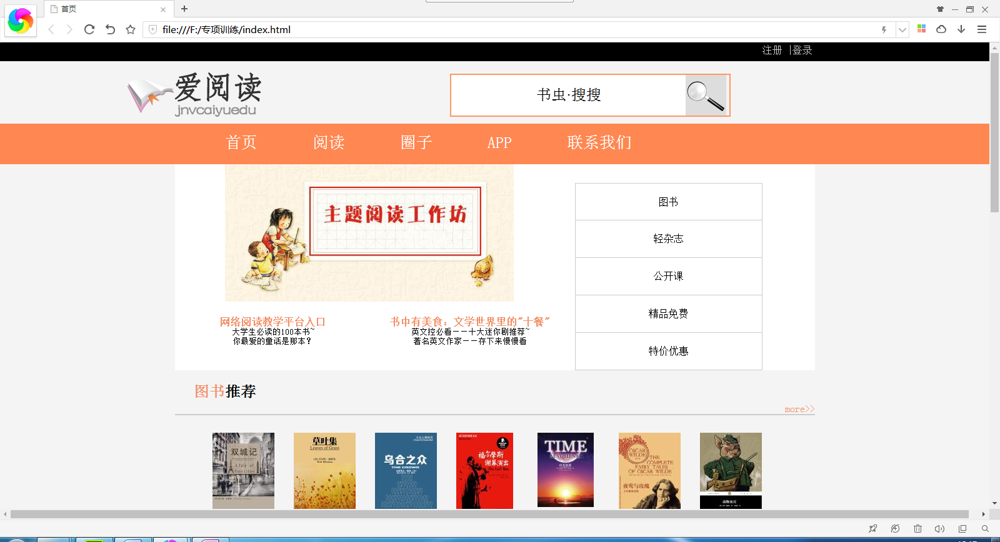 首页
file:///F:/专项训练/index.html
注册 |登录
爱阅读
jnvcaiyuedu
书虫·搜搜
首页 阅读 圈子 APP 联系我们
主题阅读工作坊
图书
轻杂志
公开课
精品免费
特价优惠
网络阅读教学平台入口
大学生必读的100本书~
你最爱的童话是那本?
书中有美食: 文学世界里的"十餐"
英文控必看——十大迷你剧推荐~
著名英文作家——存下来慢慢看
图书推荐
more>>
双城记
A Tale of
Two Cities
草叶集
Leaves of Grass
乌合之众
THE CROWD
福尔摩斯
谢幕演出
His Last Bow
TIME
MACHINE
时光机器
OSCAR
WILDE
THE
COMPLETE
FAIRY TALES
OF OSCAR WILDE
夜莺与玫瑰
动物农庄